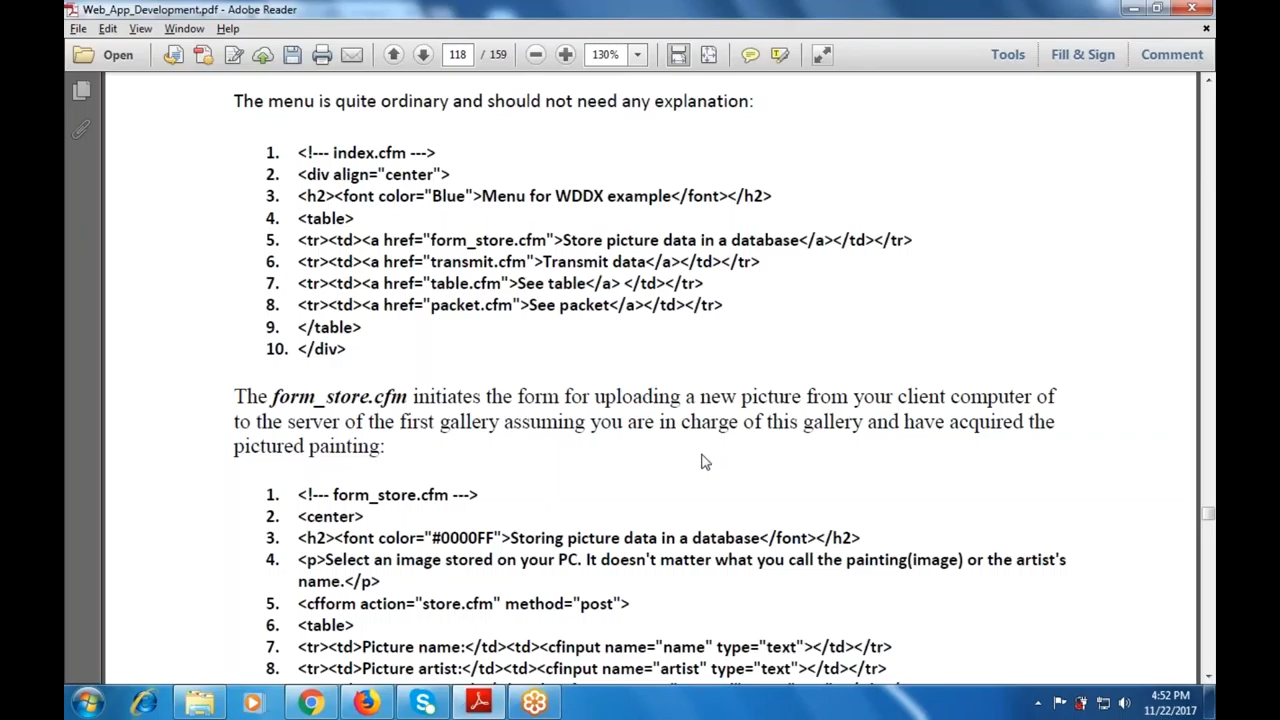 Web_App_Development.pdf - Adobe Reader
File Edit View Window Help
Open 118 / 159 130% Tools Fill & Sign Comment
The menu is quite ordinary and should not need any explanation:
1. <!--- index.cfm --->
2. <div align="center">
3. <h2><font color="Blue">Menu for WDDX example</font></h2>
4. <table>
5. <tr><td><a href="form_store.cfm">Store picture data in a database</a></td></tr>
6. <tr><td><a href="transmit.cfm">Transmit data</a></td></tr>
7. <tr><td><a href="table.cfm">See table</a> </td></tr>
8. <tr><td><a href="packet.cfm">See packet</a></td></tr>
9. </table>
10. </div>
The form_store.cfm initiates the form for uploading a new picture from your client computer of
to the server of the first gallery assuming you are in charge of this gallery and have acquired the
pictured painting:
1. <!--- form_store.cfm --->
2. <center>
3. <h2><font color="#0000FF">Storing picture data in a database</font></h2>
4. <p>Select an image stored on your PC. It doesn't matter what you call the painting(image) or the artist's
name.</p>
5. <cfform action="store.cfm" method="post">
6. <table>
7. <tr><td>Picture name:</td><td><cfinput name="name" type="text"></td></tr>
8. <tr><td>Picture artist:</td><td><cfinput name="artist" type="text"></td></tr>
4:52 PM
11/22/2017